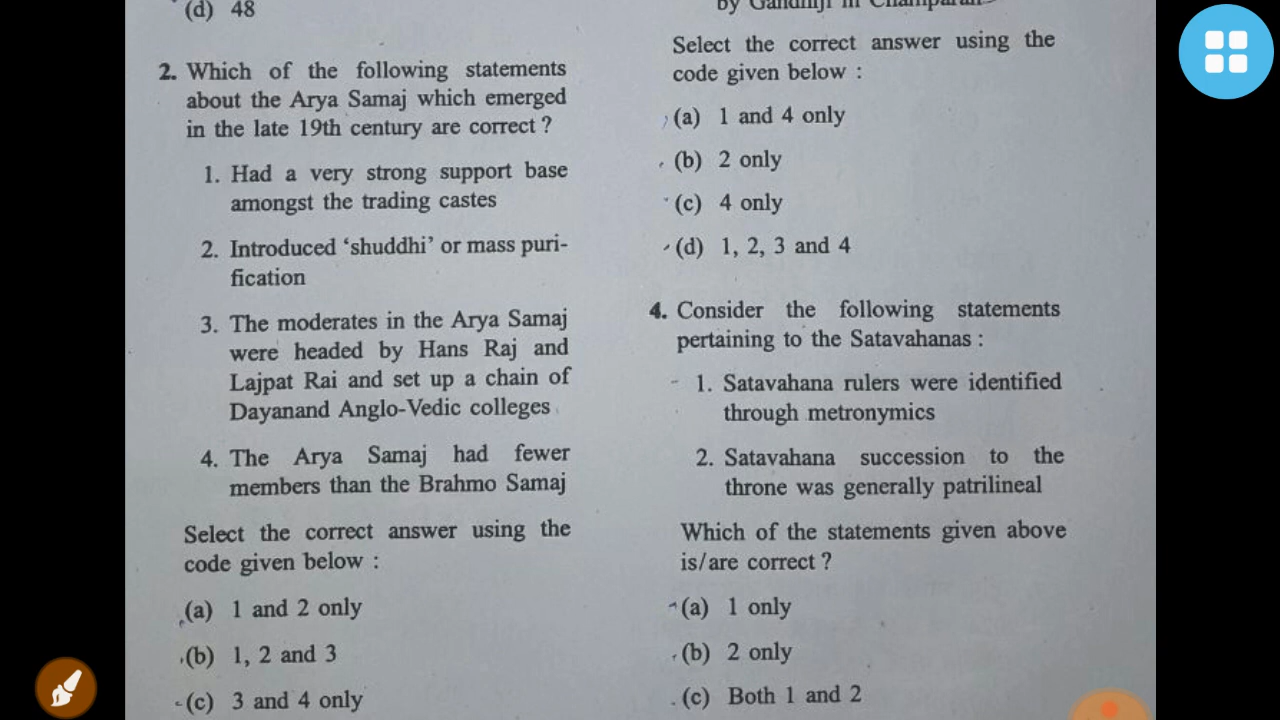 (d) 48
2. Which of the following statements
about the Arya Samaj which emerged
in the late 19th century are correct ?
1. Had a very strong support base
amongst the trading castes
2. Introduced ‘shuddhi’ or mass puri-
fication
3. The moderates in the Arya Samaj
were headed by Hans Raj and
Lajpat Rai and set up a chain of
Dayanand Anglo-Vedic colleges
4. The Arya Samaj had fewer
members than the Brahmo Samaj
Select the correct answer using the
code given below :
(a) 1 and 2 only
(b) 1, 2 and 3
(c) 3 and 4 only
by Gandhiji in Champaran
Select the correct answer using the
code given below :
(a) 1 and 4 only
(b) 2 only
(c) 4 only
(d) 1, 2, 3 and 4
4. Consider the following statements
pertaining to the Satavahanas :
1. Satavahana rulers were identified
through metronymics
2. Satavahana succession to the
throne was generally patrilineal
Which of the statements given above
is/are correct ?
(a) 1 only
(b) 2 only
(c) Both 1 and 2